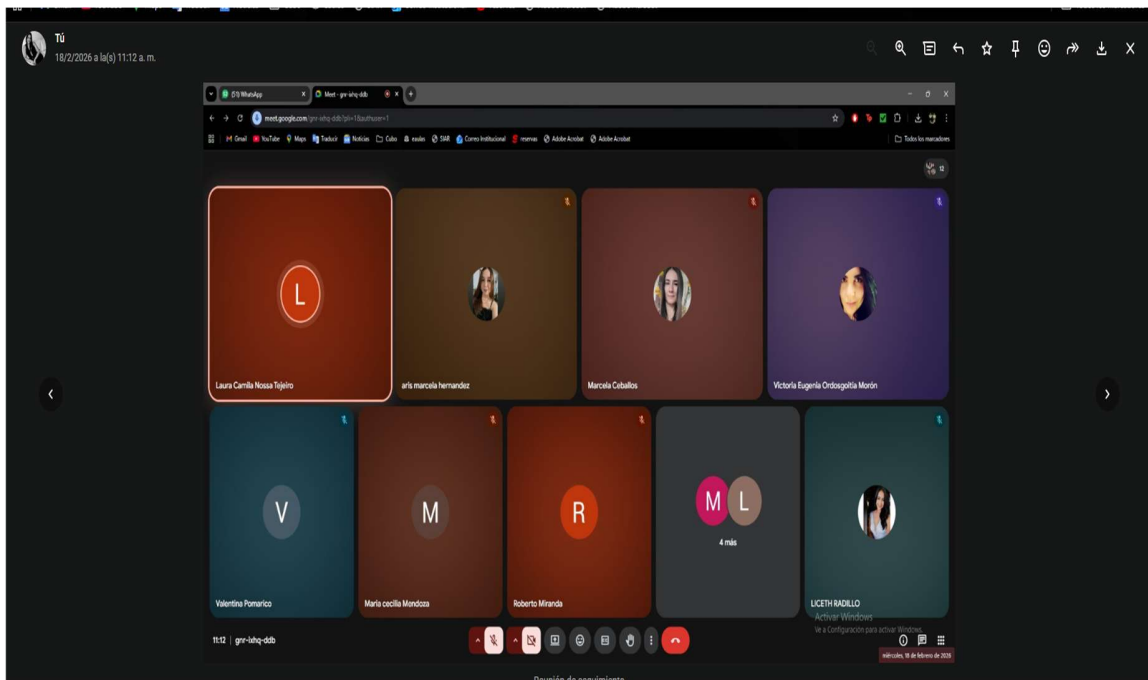 Tú
18/2/2026 a la(s) 11:12 a. m.
(51) WhatsApp
Meet - gnr-ixhq-ddb
meet.google.com/gnr-ixhq-ddb?pli=1&authuser=1
Gmail YouTube Maps Traducir Noticias Cubo eaulas SIAR Correo Institucional reservas Adobe Acrobat Adobe Acrobat Todos los marcadores
12
L
Laura Camila Nossa Tejeiro
aris marcela hernandez
Marcela Ceballos
Victoria Eugenia Ordosgoitia Morón
V
M
R
M L
4 más
Valentina Pomarico
Maria cecilia Mendoza
Roberto Miranda
LICETH RADILLO
Activar Windows
Ve a Configuración para activar Windows.
11:12 | gnr-ixhq-ddb
miércoles, 18 de febrero de 2026
Reunión de seguimiento